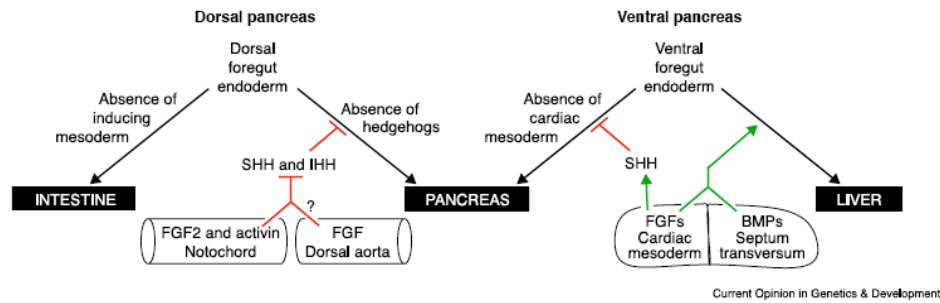 Dorsal pancreas
Dorsal
foregut
endoderm
Absence of
inducing
mesoderm
Absence of
hedgehogs
SHH and IHH
?
INTESTINE
FGF2 and activin
Notochord
FGF
Dorsal aorta
PANCREAS
Ventral pancreas
Ventral
foregut
endoderm
Absence of
cardiac
mesoderm
SHH
FGFs
Cardiac
mesoderm
BMPs
Septum
transversum
LIVER
Current Opinion in Genetics & Development